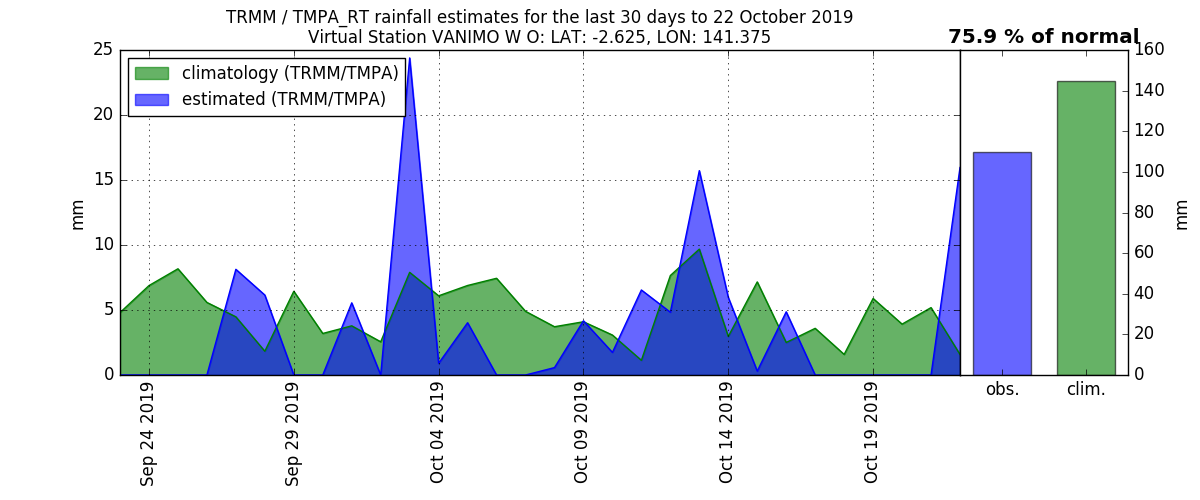 TRMM / TMPA_RT rainfall estimates for the last 30 days to 22 October 2019
Virtual Station VANIMO W O: LAT: -2.625, LON: 141.375
75.9 % of normal
climatology (TRMM/TMPA)
estimated (TRMM/TMPA)
25
20
15
10
5
0
mm
Sep 24 2019
Sep 29 2019
Oct 04 2019
Oct 09 2019
Oct 14 2019
Oct 19 2019
obs.
clim.
160
140
120
100
80
60
40
20
0
mm